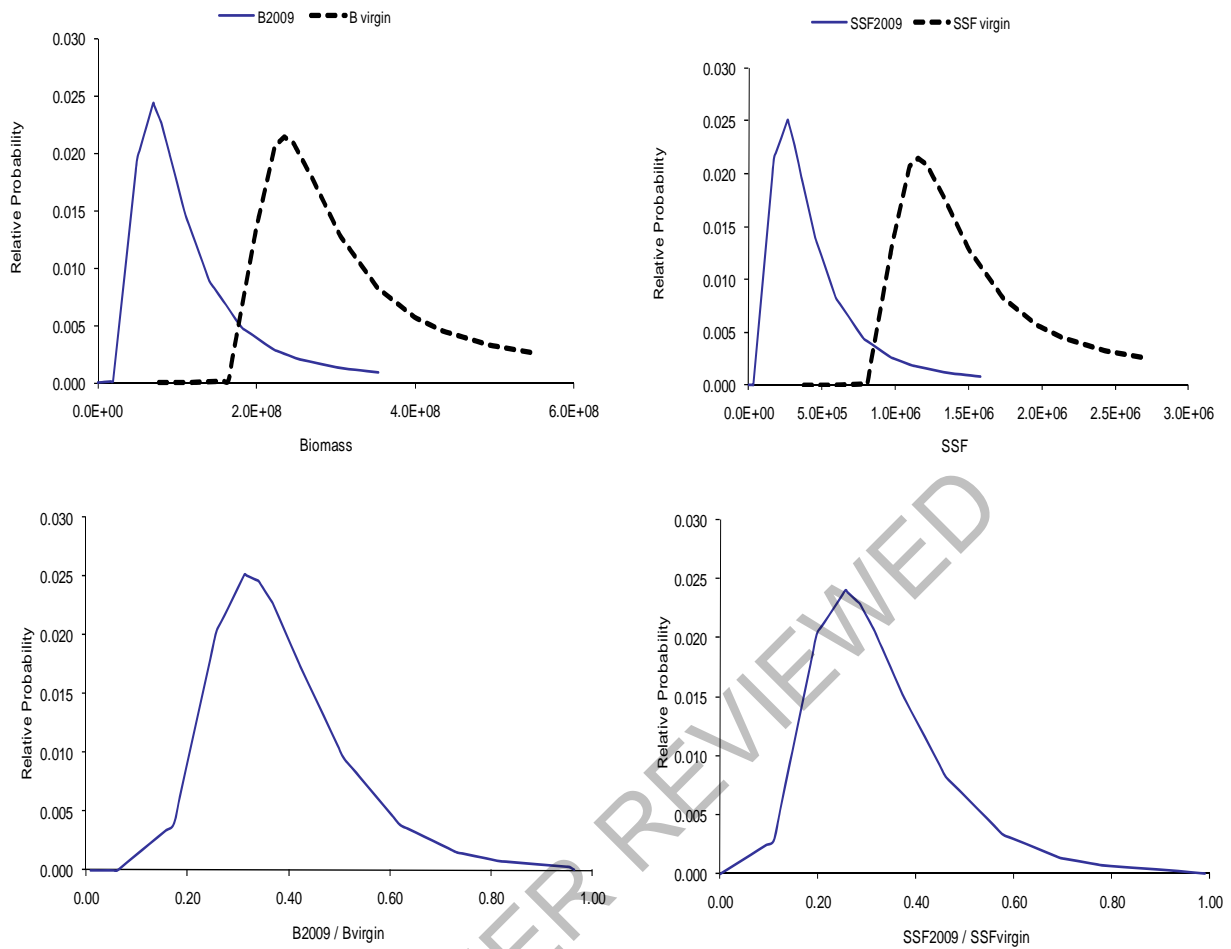 B2009 B virgin
0.030
0.025
0.020
0.015
0.010
0.005
0.000
Relative Probability
0.0E+00 2.0E+08 4.0E+08 6.0E+08
Biomass
SSF2009 SSF virgin
0.030
0.025
0.020
0.015
0.010
0.005
0.000
Relative Probability
0.0E+00 5.0E+05 1.0E+06 1.5E+06 2.0E+06 2.5E+06 3.0E+06
SSF
0.030
0.025
0.020
0.015
0.010
0.005
0.000
Relative Probability
0.00 0.20 0.40 0.60 0.80 1.00
B2009 / Bvirgin
0.030
0.025
0.020
0.015
0.010
0.005
0.000
Relative Probability
0.00 0.20 0.40 0.60 0.80 1.00
SSF2009 / SSFvirgin
ER REVIEWED